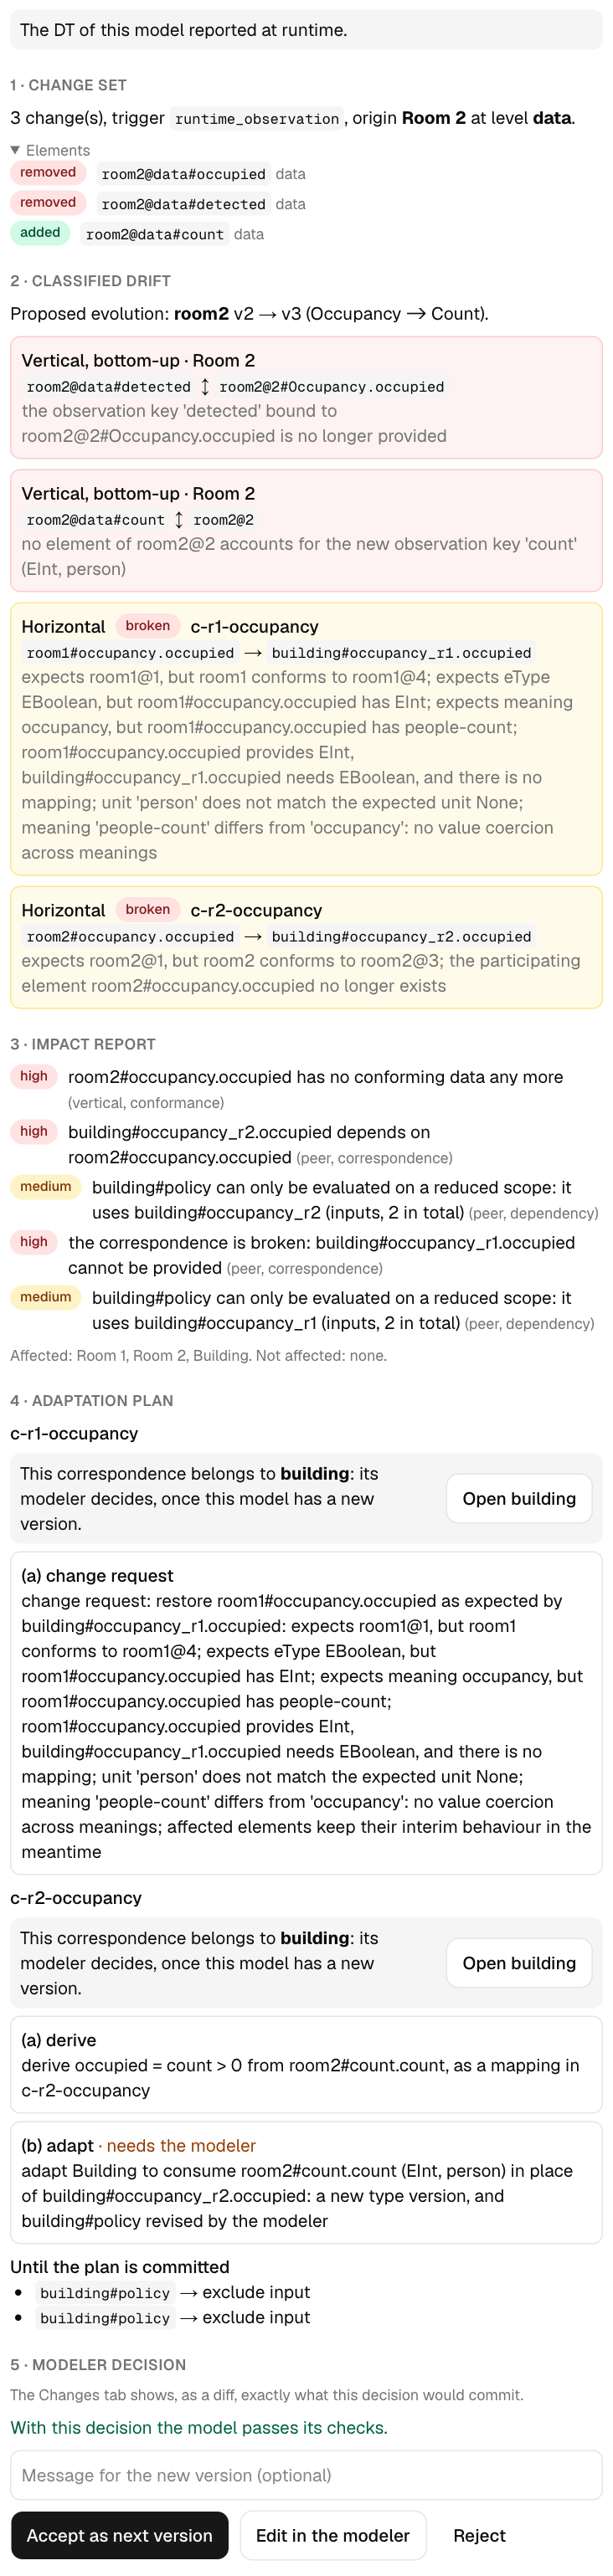 The DT of this model reported at runtime.
1 · CHANGE SET
3 change(s), trigger runtime_observation, origin Room 2 at level data.
▼ Elements
removed room2@data#occupied data
removed room2@data#detected data
added room2@data#count data
2 · CLASSIFIED DRIFT
Proposed evolution: room2 v2 → v3 (Occupancy → Count).
Vertical, bottom-up · Room 2
room2@data#detected ↕ room2@2#Occupancy.occupied
the observation key 'detected' bound to
room2@2#Occupancy.occupied is no longer provided
Vertical, bottom-up · Room 2
room2@data#count ↕ room2@2
no element of room2@2 accounts for the new observation key 'count'
(EInt, person)
Horizontal broken c-r1-occupancy
room1#occupancy.occupied → building#occupancy_r1.occupied
expects room1@1, but room1 conforms to room1@4; expects eType
EBoolean, but room1#occupancy.occupied has EInt; expects meaning
occupancy, but room1#occupancy.occupied has people-count;
room1#occupancy.occupied provides EInt,
building#occupancy_r1.occupied needs EBoolean, and there is no
mapping; unit 'person' does not match the expected unit None;
meaning 'people-count' differs from 'occupancy': no value coercion
across meanings
Horizontal broken c-r2-occupancy
room2#occupancy.occupied → building#occupancy_r2.occupied
expects room2@1, but room2 conforms to room2@3; the participating
element room2#occupancy.occupied no longer exists
3 · IMPACT REPORT
high room2#occupancy.occupied has no conforming data any more
(vertical, conformance)
high building#occupancy_r2.occupied depends on
room2#occupancy.occupied (peer, correspondence)
medium building#policy can only be evaluated on a reduced scope: it
uses building#occupancy_r2 (inputs, 2 in total) (peer, dependency)
high the correspondence is broken: building#occupancy_r1.occupied
cannot be provided (peer, correspondence)
medium building#policy can only be evaluated on a reduced scope: it
uses building#occupancy_r1 (inputs, 2 in total) (peer, dependency)
Affected: Room 1, Room 2, Building. Not affected: none.
4 · ADAPTATION PLAN
c-r1-occupancy
This correspondence belongs to building: its
modeler decides, once this model has a new
version.
Open building
(a) change request
change request: restore room1#occupancy.occupied as expected by
building#occupancy_r1.occupied: expects room1@1, but room1
conforms to room1@4; expects eType EBoolean, but
room1#occupancy.occupied has EInt; expects meaning occupancy, but
room1#occupancy.occupied has people-count;
room1#occupancy.occupied provides EInt,
building#occupancy_r1.occupied needs EBoolean, and there is no
mapping; unit 'person' does not match the expected unit None;
meaning 'people-count' differs from 'occupancy': no value coercion
across meanings; affected elements keep their interim behaviour in the
meantime
c-r2-occupancy
This correspondence belongs to building: its
modeler decides, once this model has a new
version.
Open building
(a) derive
derive occupied = count > 0 from room2#count.count, as a mapping in
c-r2-occupancy
(b) adapt · needs the modeler
adapt Building to consume room2#count.count (EInt, person) in place
of building#occupancy_r2.occupied: a new type version, and
building#policy revised by the modeler
Until the plan is committed
• building#policy → exclude input
• building#policy → exclude input
5 · MODELER DECISION
The Changes tab shows, as a diff, exactly what this decision would commit.
With this decision the model passes its checks.
Message for the new version (optional)
Accept as next version Edit in the modeler Reject